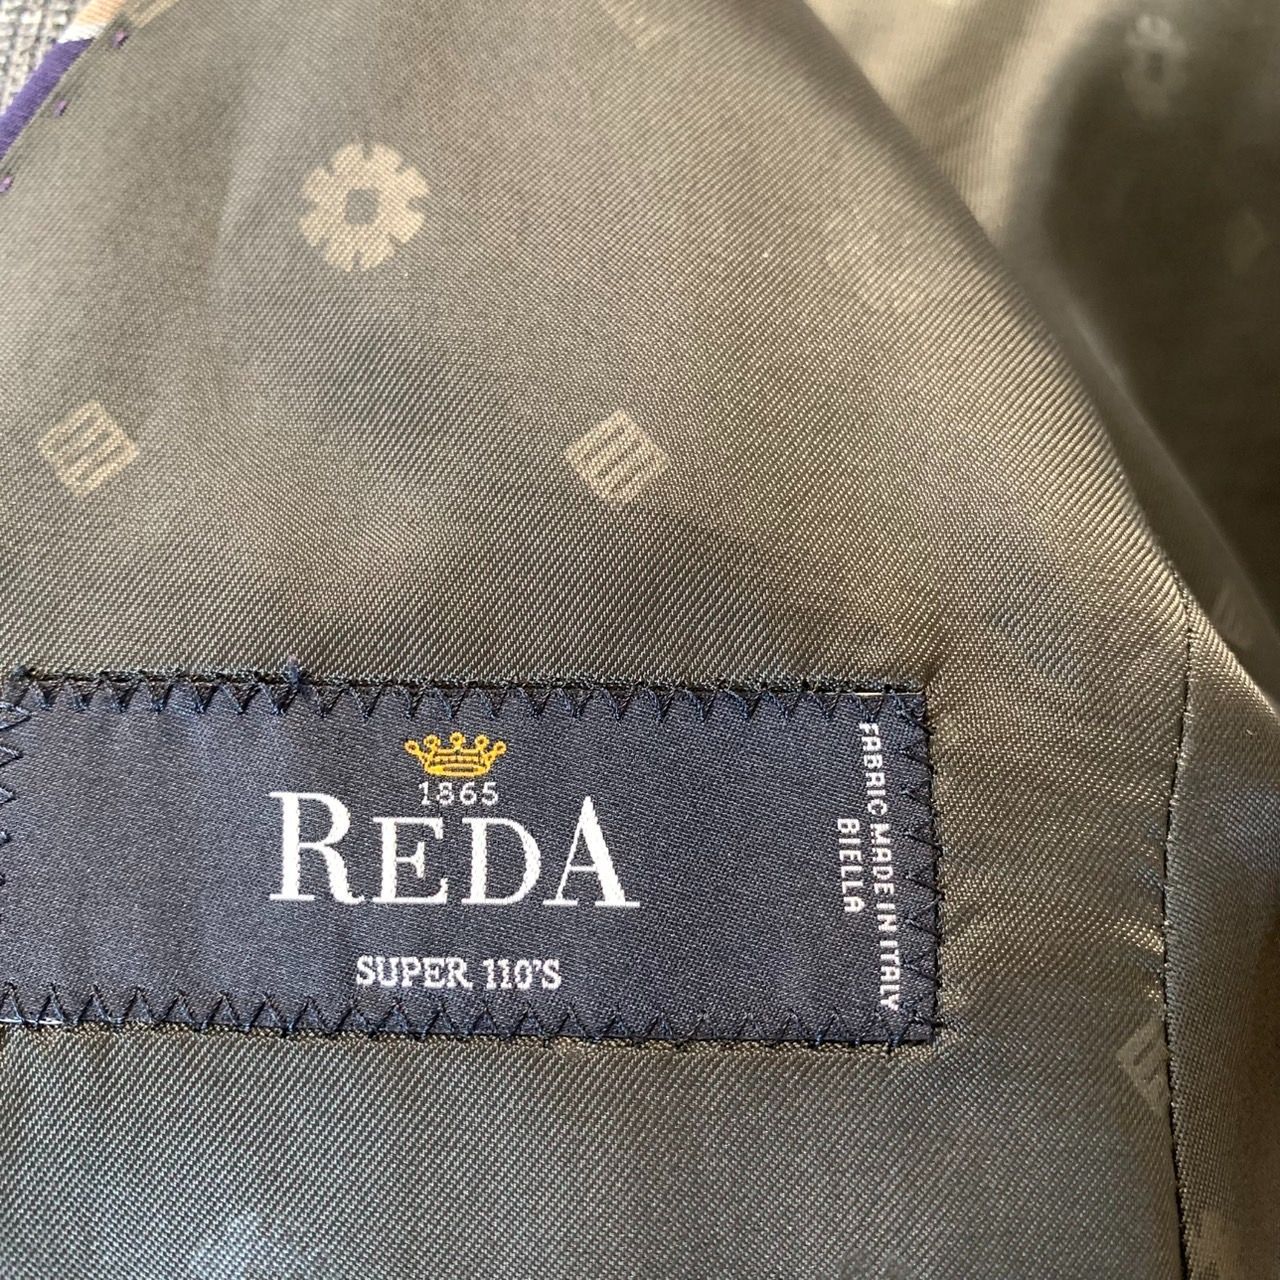 1865
REDA
SUPER 110'S
FABRIC MADE IN ITALY
BIELLA